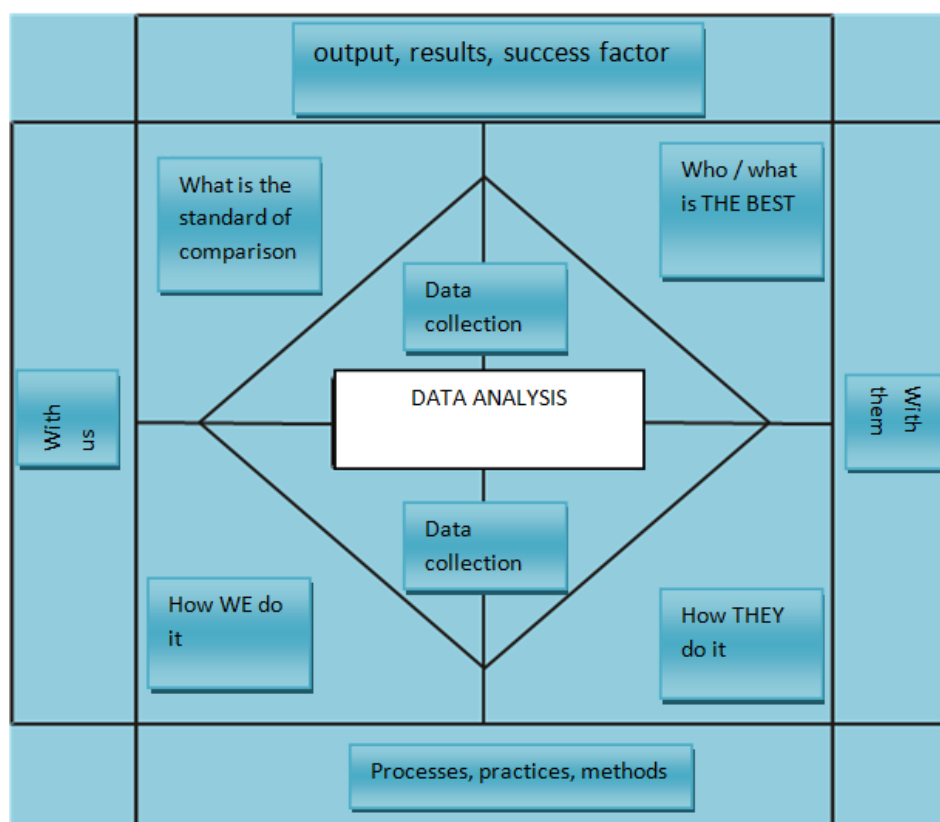 output, results, success factor
What is the
standard of
comparison
Who / what
is THE BEST
Data
collection
With
us
DATA ANALYSIS
With
them
Data
collection
How WE do
it
How THEY
do it
Processes, practices, methods